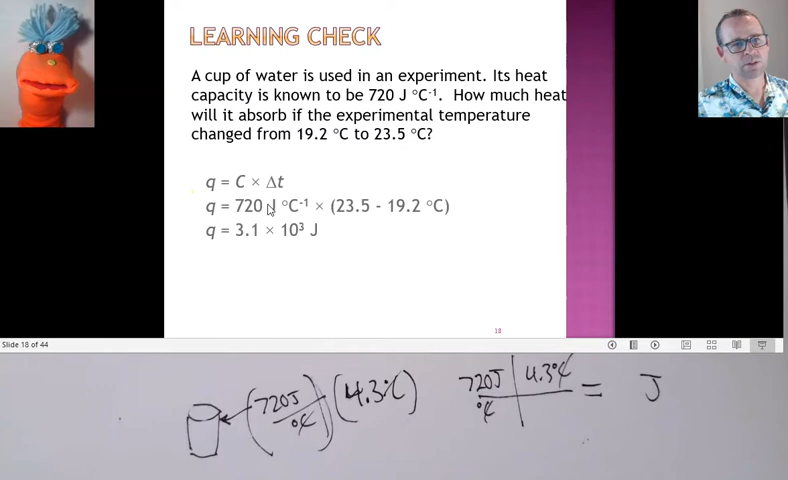 LEARNING CHECK
A cup of water is used in an experiment. Its heat
capacity is known to be 720 J °C⁻¹. How much heat
will it absorb if the experimental temperature
changed from 19.2 °C to 23.5 °C?
q = C × Δt
q = 720 J °C⁻¹ × (23.5 - 19.2 °C)
q = 3.1 × 10³ J
18
Slide 18 of 44
(720J/°C)(4.3°C) 720J | 4.3°C = J
°C